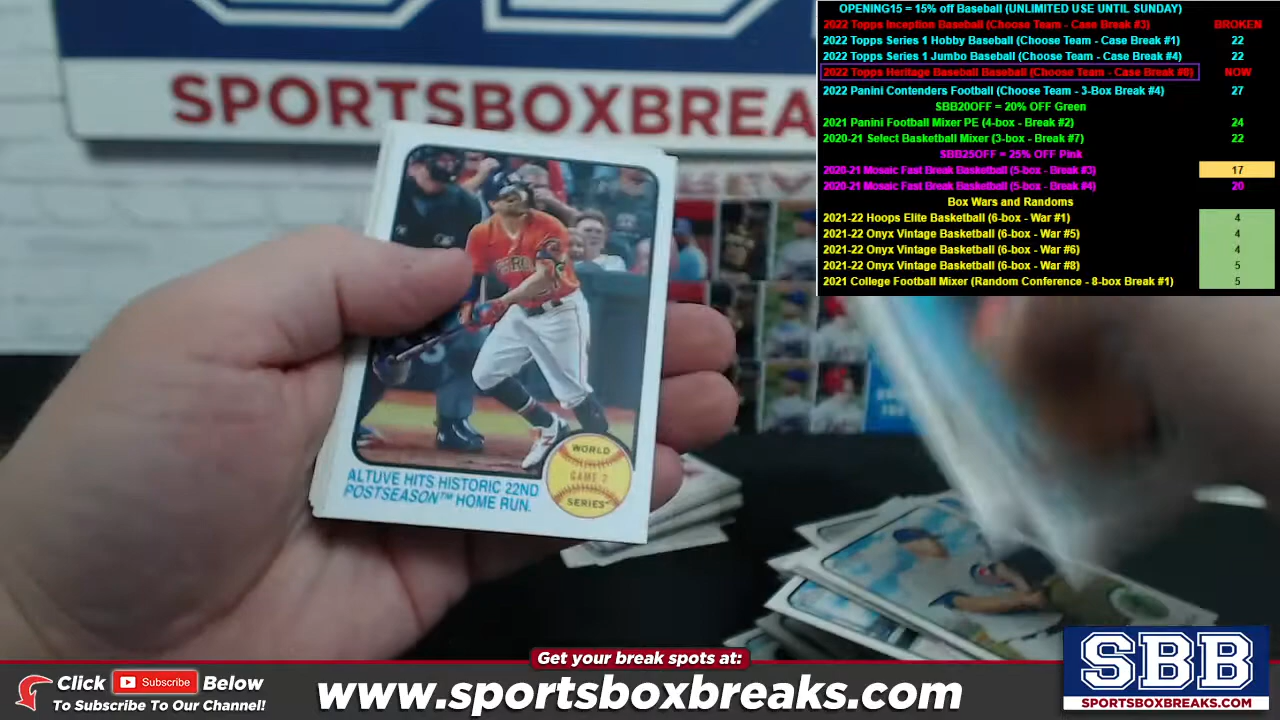 OPENING15 = 15% off Baseball (UNLIMITED USE UNTIL SUNDAY)
2022 Topps Inception Baseball (Choose Team - Case Break #3) BROKEN
2022 Topps Series 1 Hobby Baseball (Choose Team - Case Break #1) 22
2022 Topps Series 1 Jumbo Baseball (Choose Team - Case Break #4) 22
2022 Topps Heritage Baseball Baseball (Choose Team - Case Break #8) NOW
2022 Panini Contenders Football (Choose Team - 3-Box Break #4) 27
SBB20OFF = 20% OFF Green
2021 Panini Football Mixer PE (4-box - Break #2) 24
2020-21 Select Basketball Mixer (3-box - Break #7) 22
SBB25OFF = 25% OFF Pink
2020-21 Mosaic Fast Break Basketball (5-box - Break #3) 17
2020-21 Mosaic Fast Break Basketball (5-box - Break #4) 20
Box Wars and Randoms
2021-22 Hoops Elite Basketball (6-box - War #1) 4
2021-22 Onyx Vintage Basketball (6-box - War #5) 4
2021-22 Onyx Vintage Basketball (6-box - War #6) 4
2021-22 Onyx Vintage Basketball (6-box - War #8) 5
2021 College Football Mixer (Random Conference - 8-box Break #1) 5
SPORTSBOXBREA
ALTUVE HITS HISTORIC 22ND
POSTSEASON™ HOME RUN.
WORLD
GAME 2
SERIES
Get your break spots at:
Click Subscribe Below
To Subscribe To Our Channel!
www.sportsboxbreaks.com
SBB
SPORTSBOXBREAKS.COM